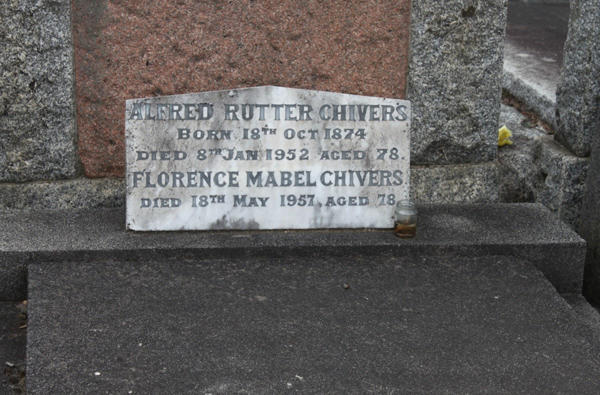 ALFRED RUTTER CHIVERS
BORN 18TH OCT 1874
DIED 8TH JAN 1952 AGED 78.
FLORENCE MABEL CHIVERS
DIED 18TH MAY 1957, AGED 78